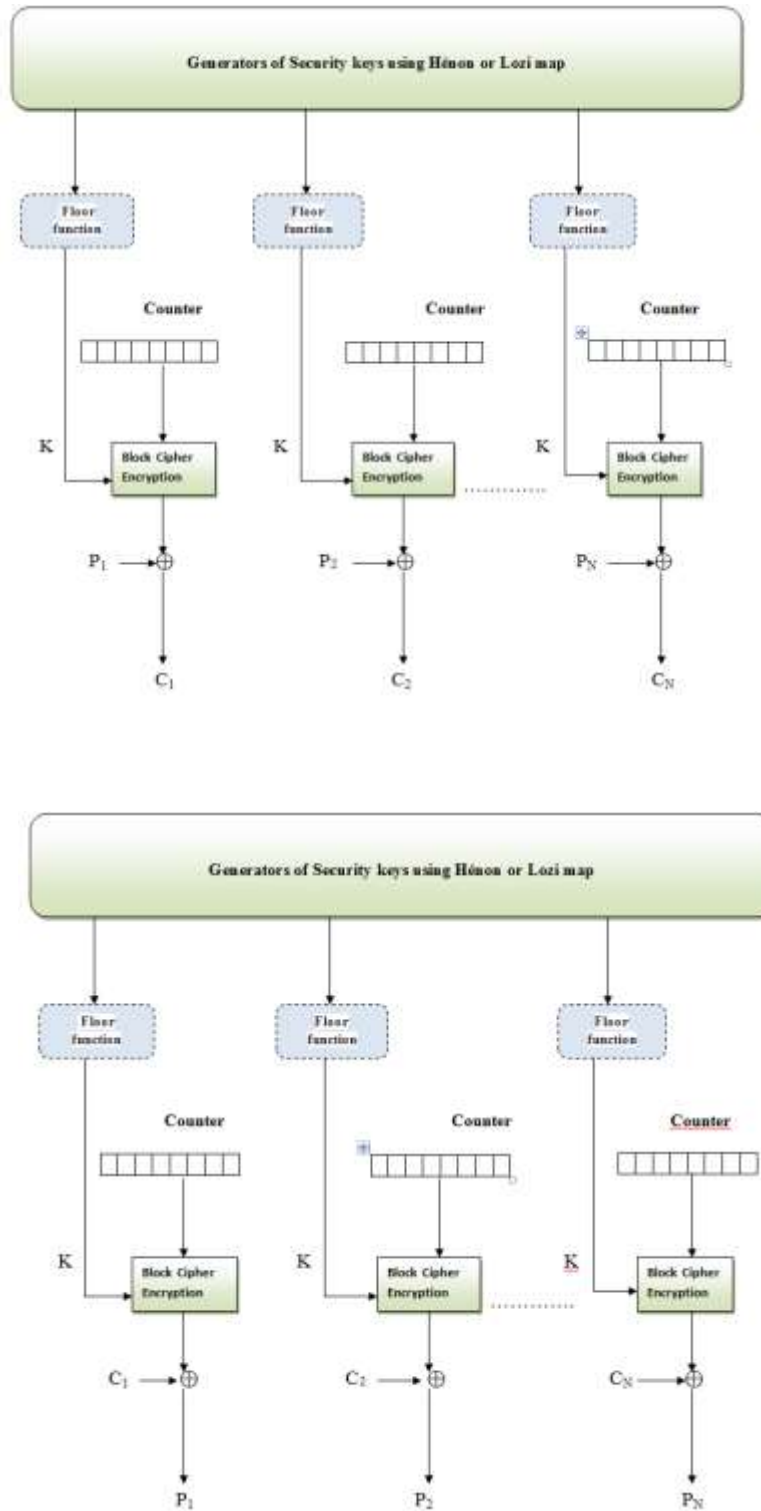 Generators of Security keys using Hénon or Lozi map
Floor function
Floor function
Floor function
Counter
Counter
Counter
K
Block Cipher Encryption
K
Block Cipher Encryption
..............
K
Block Cipher Encryption
P1
P2
PN
C1
C2
CN
Generators of Security keys using Hénon or Lozi map
Floor function
Floor function
Floor function
Counter
Counter
Counter
K
Block Cipher Encryption
K
Block Cipher Encryption
..............
K
Block Cipher Encryption
C1
C2
CN
P1
P2
PN